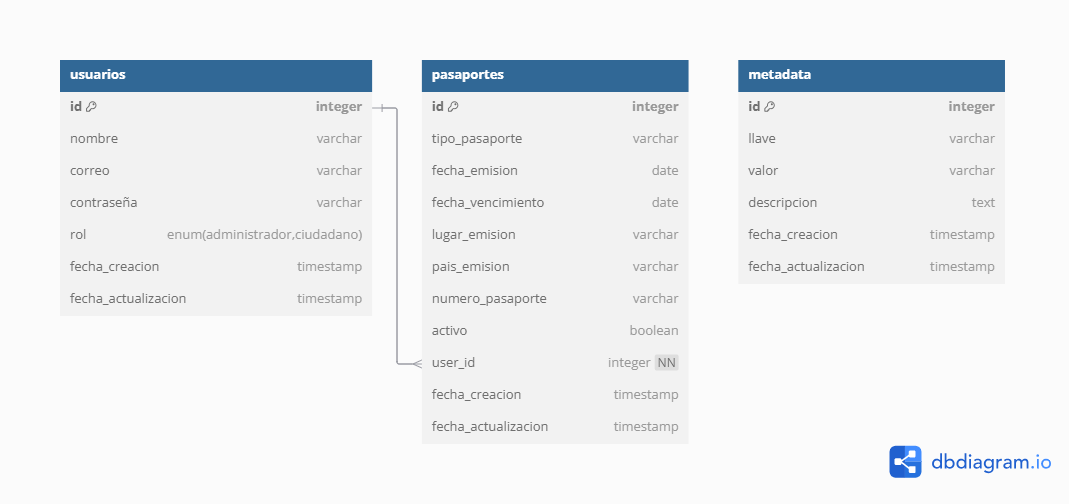 usuarios
id integer
nombre varchar
correo varchar
contraseña varchar
rol enum(administrador,ciudadano)
fecha_creacion timestamp
fecha_actualizacion timestamp
pasaportes
id integer
tipo_pasaporte varchar
fecha_emision date
fecha_vencimiento date
lugar_emision varchar
pais_emision varchar
numero_pasaporte varchar
activo boolean
user_id integer NN
fecha_creacion timestamp
fecha_actualizacion timestamp
metadata
id integer
llave varchar
valor varchar
descripcion text
fecha_creacion timestamp
fecha_actualizacion timestamp
dbdiagram.io